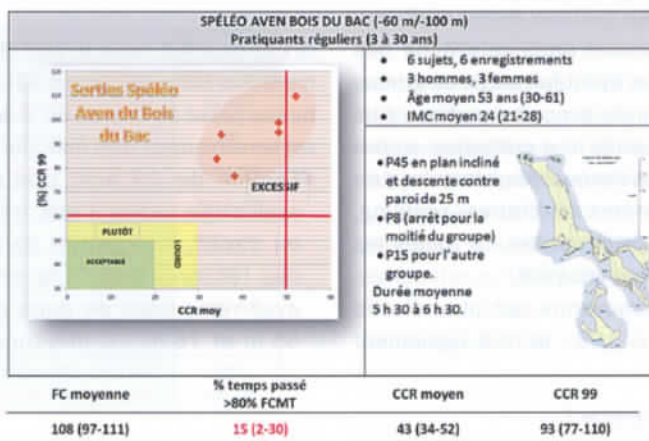 SPÉLÉO AVEN BOIS DU BAC (-60 m/-100 m)
Pratiquants réguliers (3 à 30 ans)
Sorties Spéléo
Aven du Bois
du Bac
EXCESSIF
PLUTÔT
LOURD
ACCEPTABLE
(%) CCR 99
CCR moy
• 6 sujets, 6 enregistrements
• 3 hommes, 3 femmes
• Âge moyen 53 ans (30-61)
• IMC moyen 24 (21-28)
• P45 en plan incliné
et descente contre
paroi de 25 m
• P8 (arrêt pour la
moitié du groupe)
• P15 pour l'autre
groupe.
Durée moyenne
5 h 30 à 6 h 30.
FC moyenne
% temps passé
>80% FCMT
CCR moyen
CCR 99
108 (97-111)
15 (2-30)
43 (34-52)
93 (77-110)